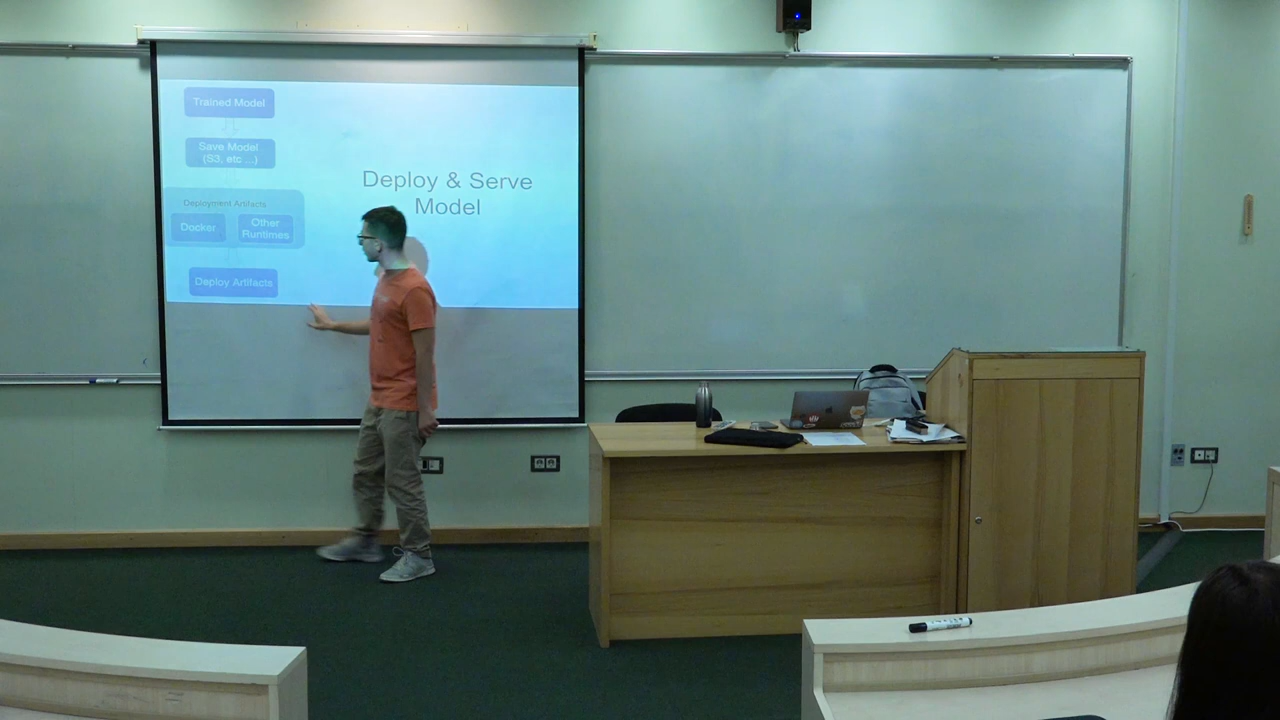 Trained Model
Save Model
(S3, etc ...)
Deployment Artifacts
Docker
Other
Runtimes
Deploy Artifacts
Deploy & Serve
Model